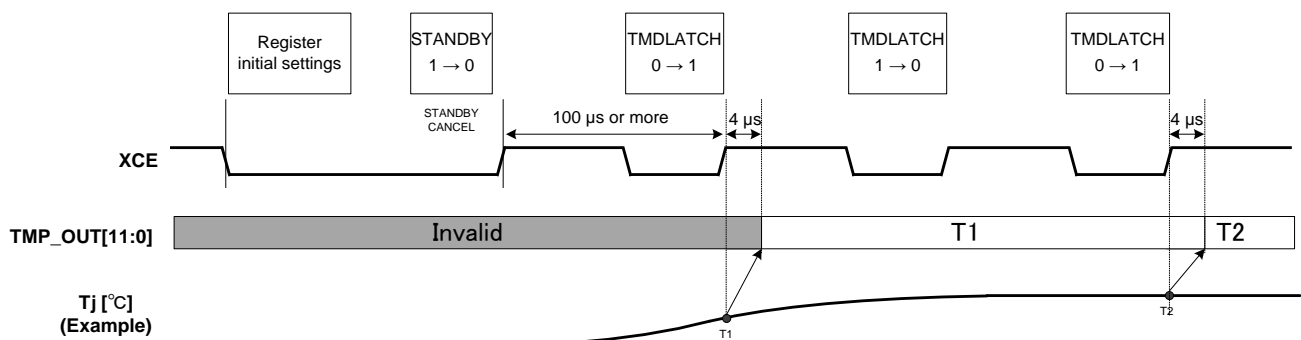 Register
initial settings
STANDBY
1 → 0
TMDLATCH
0 → 1
TMDLATCH
1 → 0
TMDLATCH
0 → 1
STANDBY
CANCEL
100 μs or more
4 μs
4 μs
XCE
TMP_OUT[11:0]
Invalid
T1
T2
Tj [℃]
(Example)
T1
T2